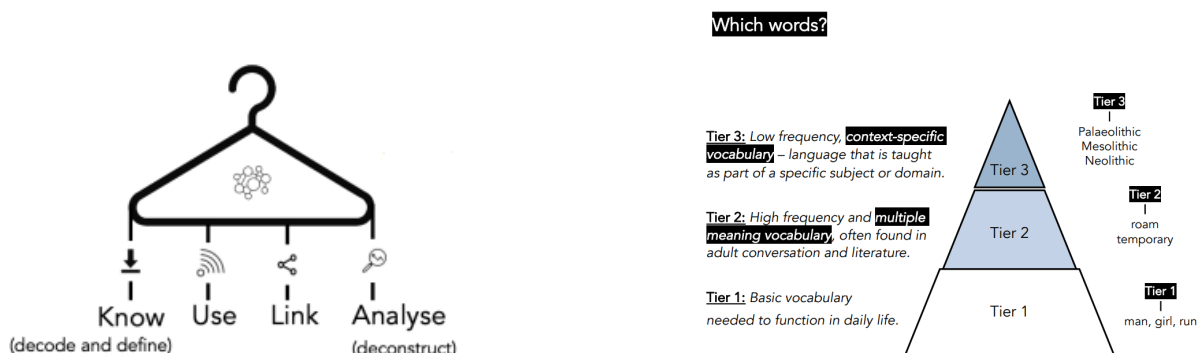 Know
(decode and define)
Use
Link
Analyse
(deconstruct)
Which words?
Tier 3: Low frequency, context-specific
vocabulary – language that is taught
as part of a specific subject or domain.
Tier 2: High frequency and multiple
meaning vocabulary, often found in
adult conversation and literature.
Tier 1: Basic vocabulary
needed to function in daily life.
Tier 3
Tier 2
Tier 1
Tier 3
Palaeolithic
Mesolithic
Neolithic
Tier 2
roam
temporary
Tier 1
man, girl, run